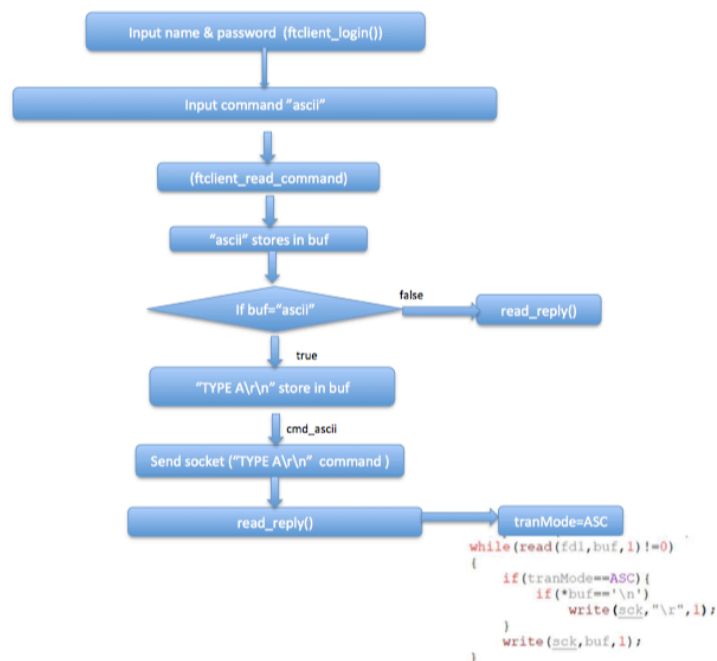 Input name & password (ftclient_login())
Input command "ascii"
(ftclient_read_command)
"ascii" stores in buf
If buf="ascii"
false
read_reply()
true
"TYPE A\r\n" store in buf
cmd_ascii
Send socket ("TYPE A\r\n" command )
read_reply()
tranMode=ASC
while(read(fd1,buf,1)!=0)
{
if(tranMode==ASC){
if(*buf=='\n')
write(sck,"\r",1);
}
write(sck,buf,1);
}